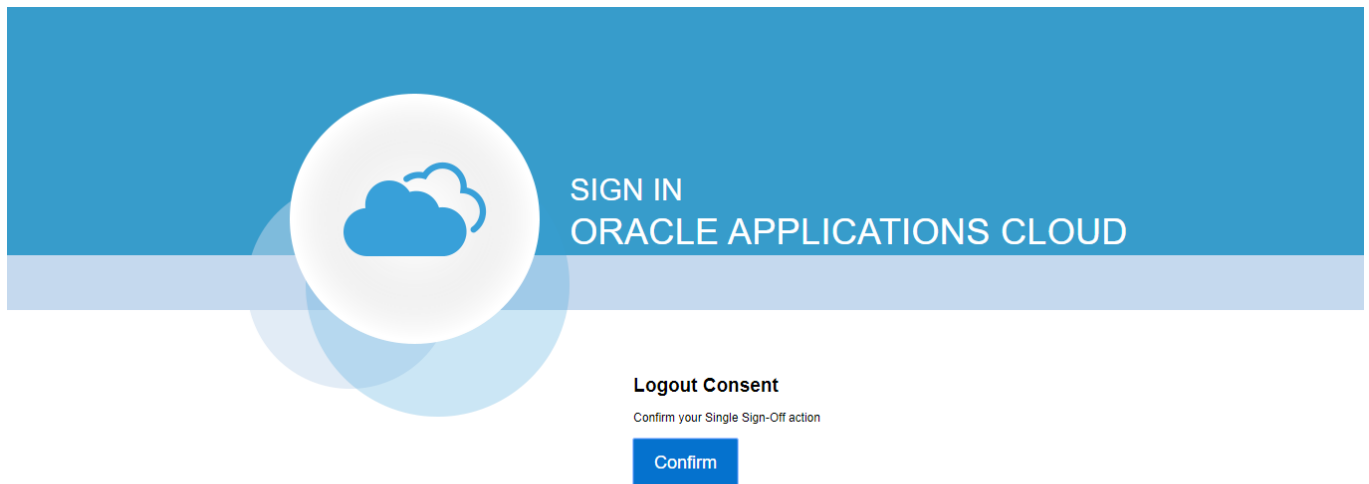 SIGN IN
ORACLE APPLICATIONS CLOUD
Logout Consent
Confirm your Single Sign-Off action
Confirm